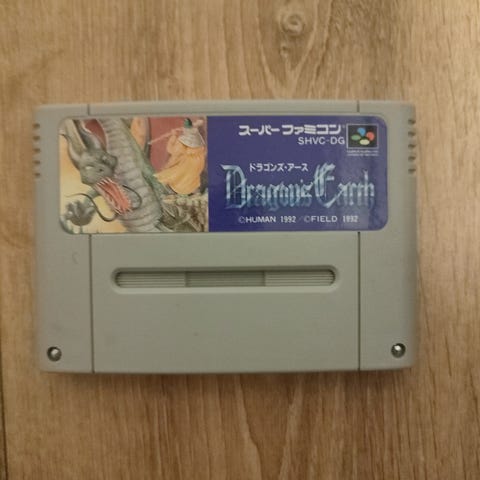 スーパーファミコン
SHVC-DG
ドラゴンズ・アース
Dragon's Earth
©HUMAN 1992 ©FIELD 1992